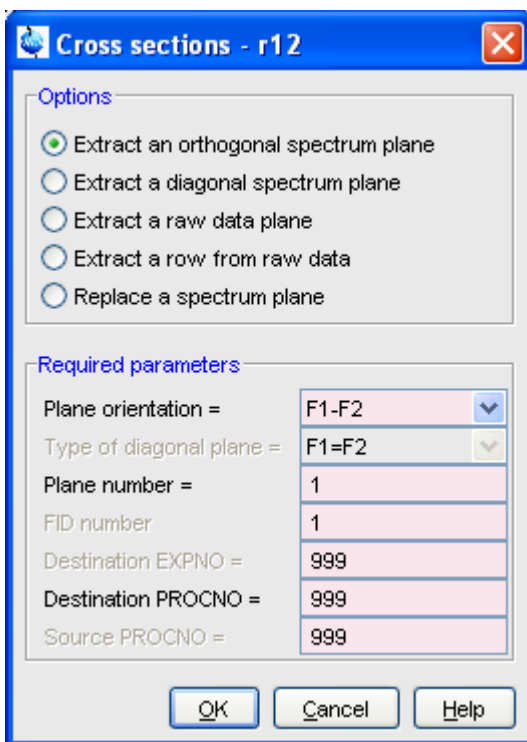 Cross sections - r12
Options
Extract an orthogonal spectrum plane
Extract a diagonal spectrum plane
Extract a raw data plane
Extract a row from raw data
Replace a spectrum plane
Required parameters
Plane orientation = F1-F2
Type of diagonal plane = F1=F2
Plane number = 1
FID number 1
Destination EXPNO = 999
Destination PROCNO = 999
Source PROCNO = 999
OK Cancel Help